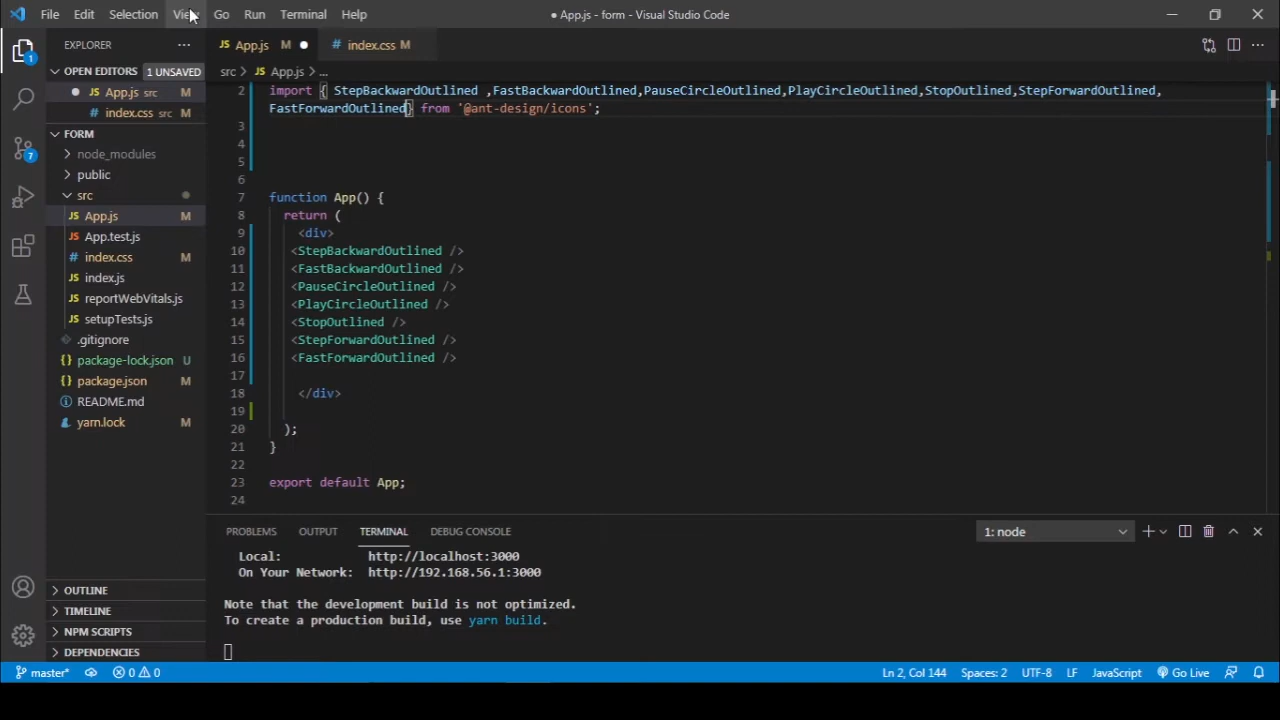 File Edit Selection View Go Run Terminal Help ● App.js - form - Visual Studio Code
EXPLORER
JS App.js M
# index.css M
OPEN EDITORS 1 UNSAVED
src > JS App.js > ...
JS App.js src M
# index.css src M
FORM
node_modules
public
src
JS App.js M
JS App.test.js
# index.css M
JS index.js
JS reportWebVitals.js
JS setupTests.js
.gitignore
{} package-lock.json U
{} package.json M
README.md
yarn.lock M
OUTLINE
TIMELINE
NPM SCRIPTS
DEPENDENCIES
1
7
2 import { StepBackwardOutlined ,FastBackwardOutlined,PauseCircleOutlined,PlayCircleOutlined,StopOutlined,StepForwardOutlined,
FastForwardOutlined} from '@ant-design/icons';
3
4
5
6
7 function App() {
8 return (
9 <div>
10 <StepBackwardOutlined />
11 <FastBackwardOutlined />
12 <PauseCircleOutlined />
13 <PlayCircleOutlined />
14 <StopOutlined />
15 <StepForwardOutlined />
16 <FastForwardOutlined />
17
18 </div>
19
20 );
21 }
22
23 export default App;
24
PROBLEMS OUTPUT TERMINAL DEBUG CONSOLE 1: node
Local: http://localhost:3000
On Your Network: http://192.168.56.1:3000
Note that the development build is not optimized.
To create a production build, use yarn build.
master* 0 0 Ln 2, Col 144 Spaces: 2 UTF-8 LF JavaScript Go Live